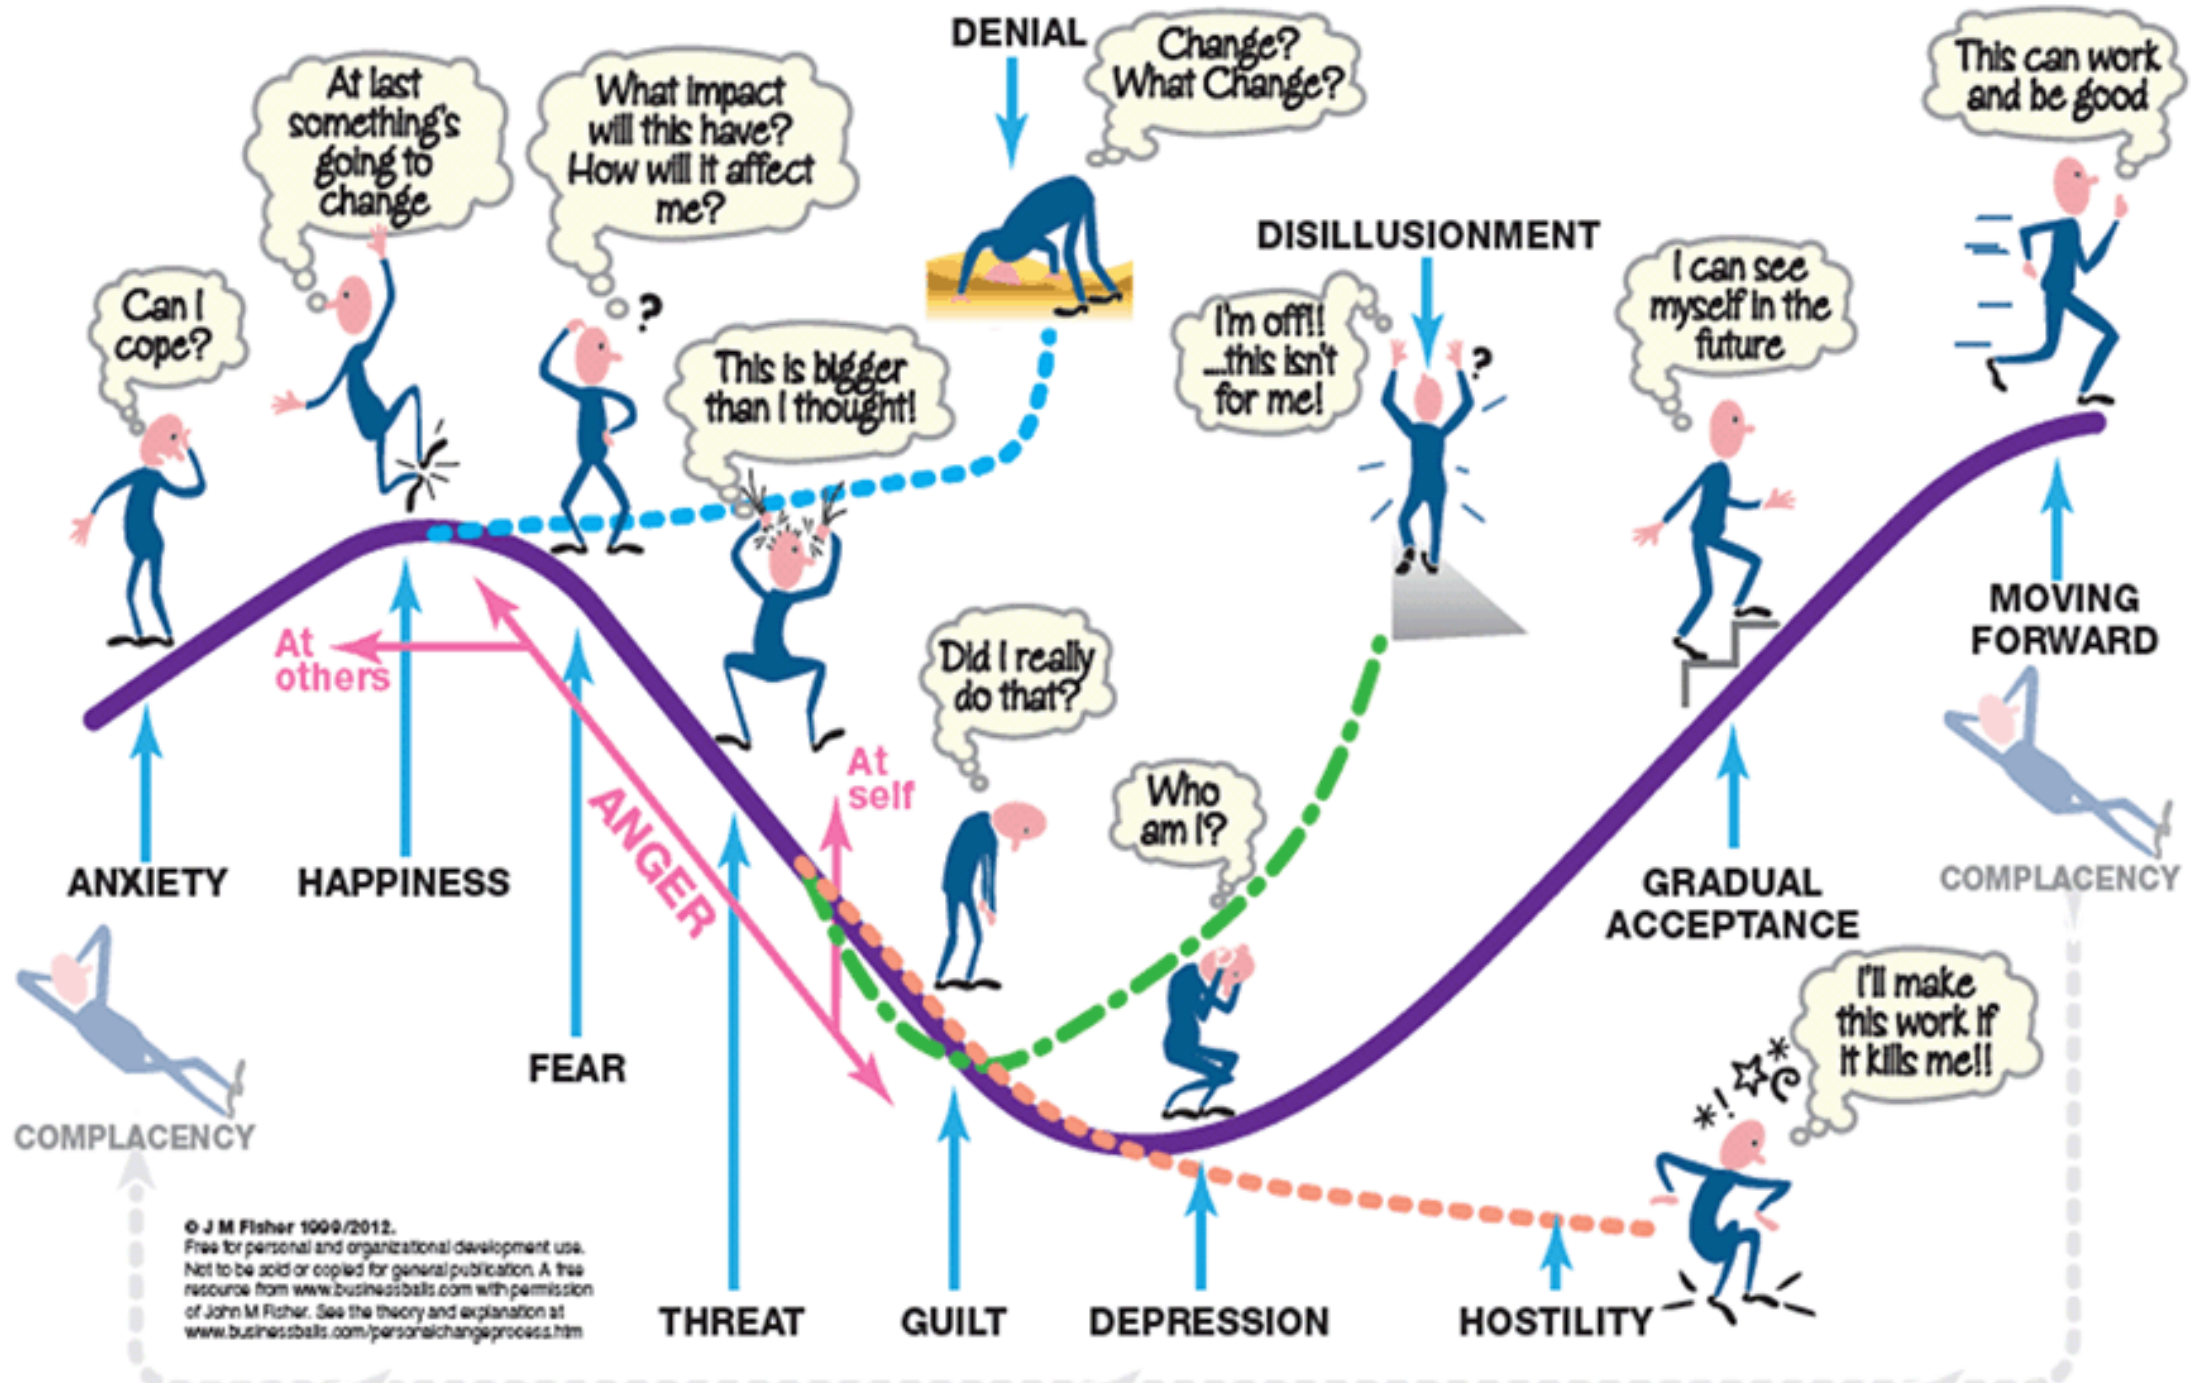 DENIAL
Change?
What Change?
This can work
and be good
At last
something's
going to
change
What impact
will this have?
How will it affect
me?
?
DISILLUSIONMENT
I'm off!!
....this isn't
for me!
?
I can see
myself in the
future
Can I
cope?
This is bigger
than I thought!
MOVING
FORWARD
At
others
Did I really
do that?
At
self
Who
am I?
ANGER
ANXIETY
HAPPINESS
GRADUAL
ACCEPTANCE
COMPLACENCY
I'll make
this work if
it kills me!!
FEAR
*!
COMPLACENCY
© J M Fisher 1999/2012.
Free for personal and organizational development use.
Not to be sold or copied for general publication. A free
resource from www.businessballs.com with permission
of John M Fisher. See the theory and explanation at
www.businessballs.com/personalchangeprocess.htm
THREAT
GUILT
DEPRESSION
HOSTILITY